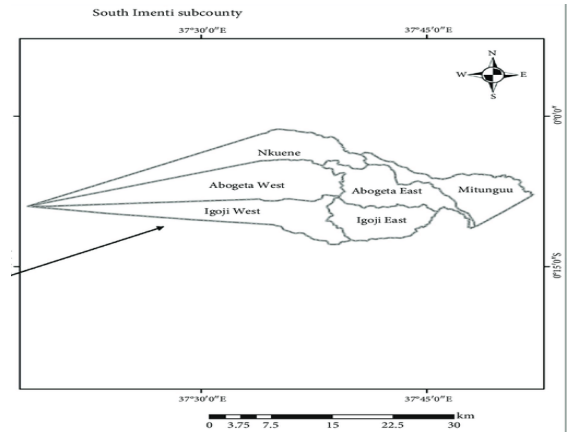 South Imenti subcounty
37°30'0"E 37°45'0"E
N
W E
S
0°0'0"
Nkuene
Abogeta West
Abogeta East
Mitunguu
Igoji West
Igoji East
0°15'0"S
37°30'0"E 37°45'0"E
km
0 3.75 7.5 15 22.5 30